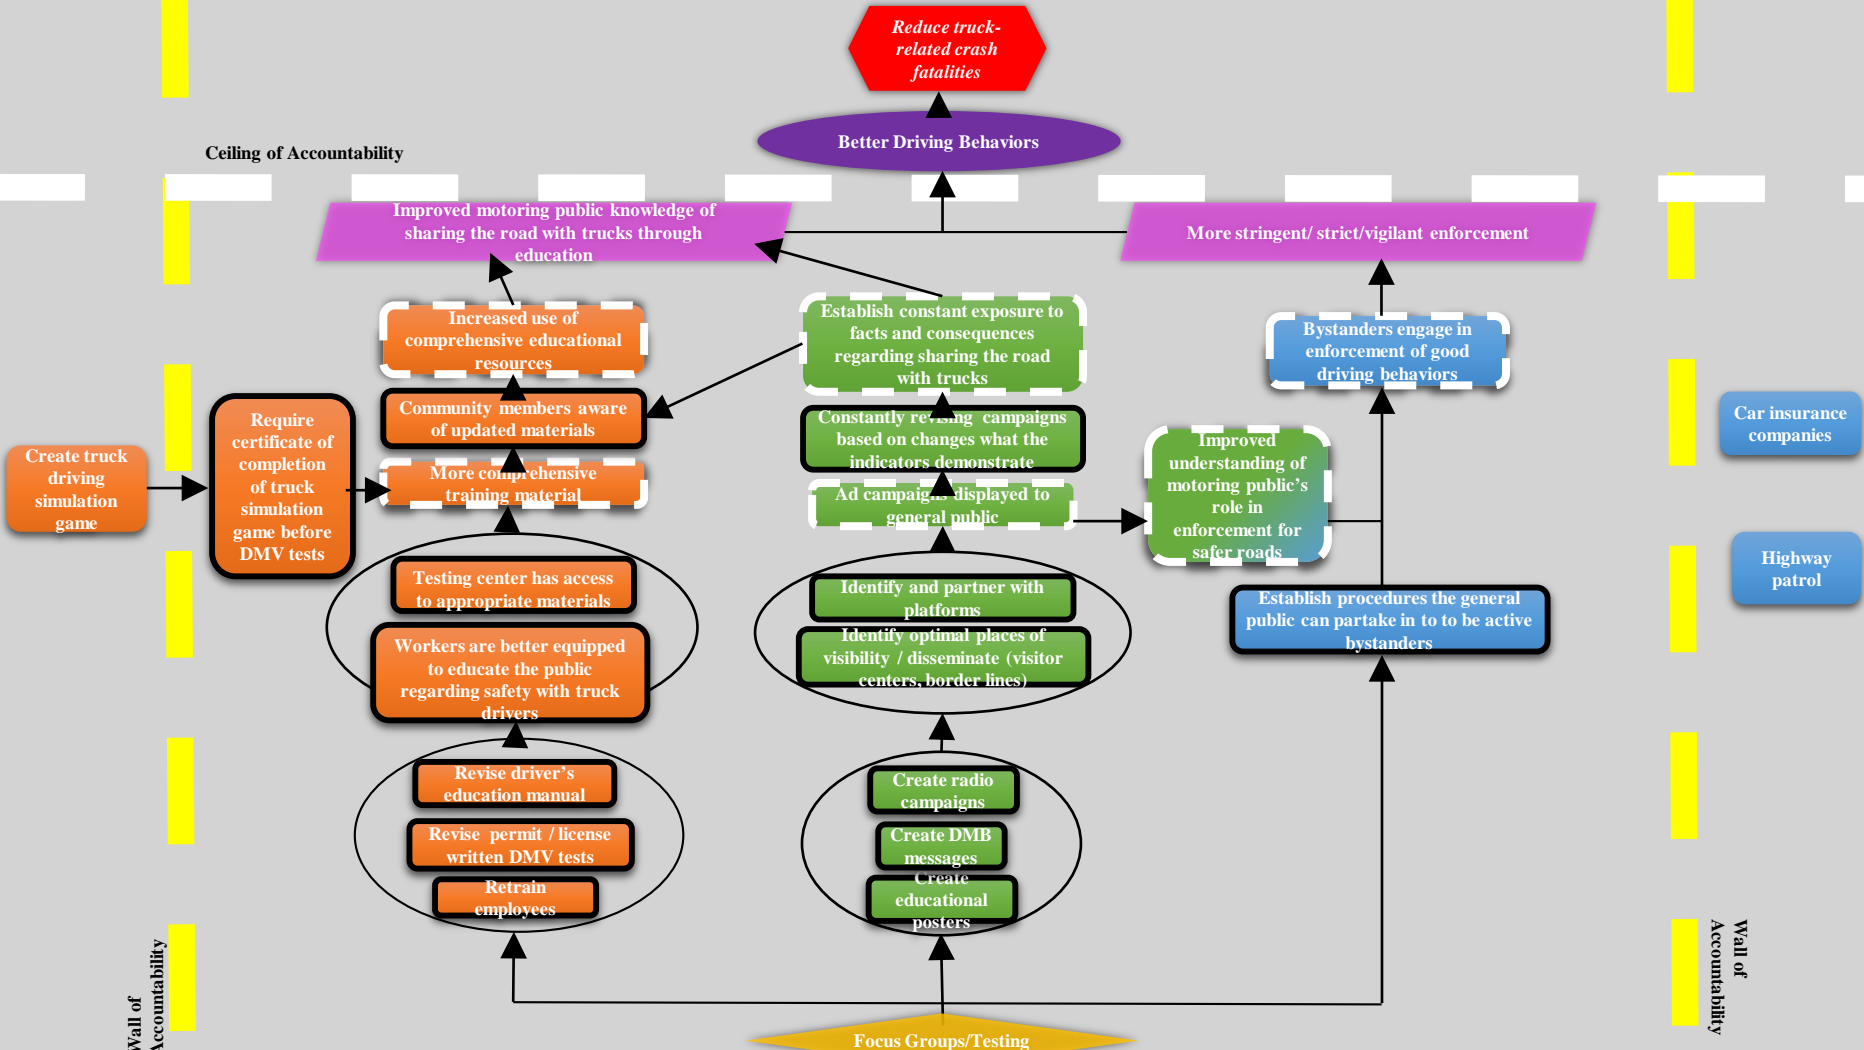 Reduce truck-
related crash
fatalities
Better Driving Behaviors
Ceiling of Accountability
Improved motoring public knowledge of
sharing the road with trucks through
education
More stringent/ strict/vigilant enforcement
Increased use of
comprehensive educational
resources
Establish constant exposure to
facts and consequences
regarding sharing the road
with trucks
Bystanders engage in
enforcement of good
driving behaviors
Community members aware
of updated materials
Constantly revising campaigns
based on changes what the
indicators demonstrate
Car insurance
companies
Create truck
driving
simulation
game
Require
certificate of
completion
of truck
simulation
game before
DMV tests
More comprehensive
training material
Ad campaigns displayed to
general public
Improved
understanding of
motoring public's
role in
enforcement for
safer roads
Highway
patrol
Testing center has access
to appropriate materials
Identify and partner with
platforms
Establish procedures the general
public can partake in to to be active
bystanders
Workers are better equipped
to educate the public
regarding safety with truck
drivers
Identify optimal places of
visibility / disseminate (visitor
centers, border lines)
Revise driver's
education manual
Create radio
campaigns
Revise permit / license
written DMV tests
Create DMB
messages
Retrain
employees
Create
educational
posters
Wall of
Accountability
Wall of
Accountability
Focus Groups/Testing